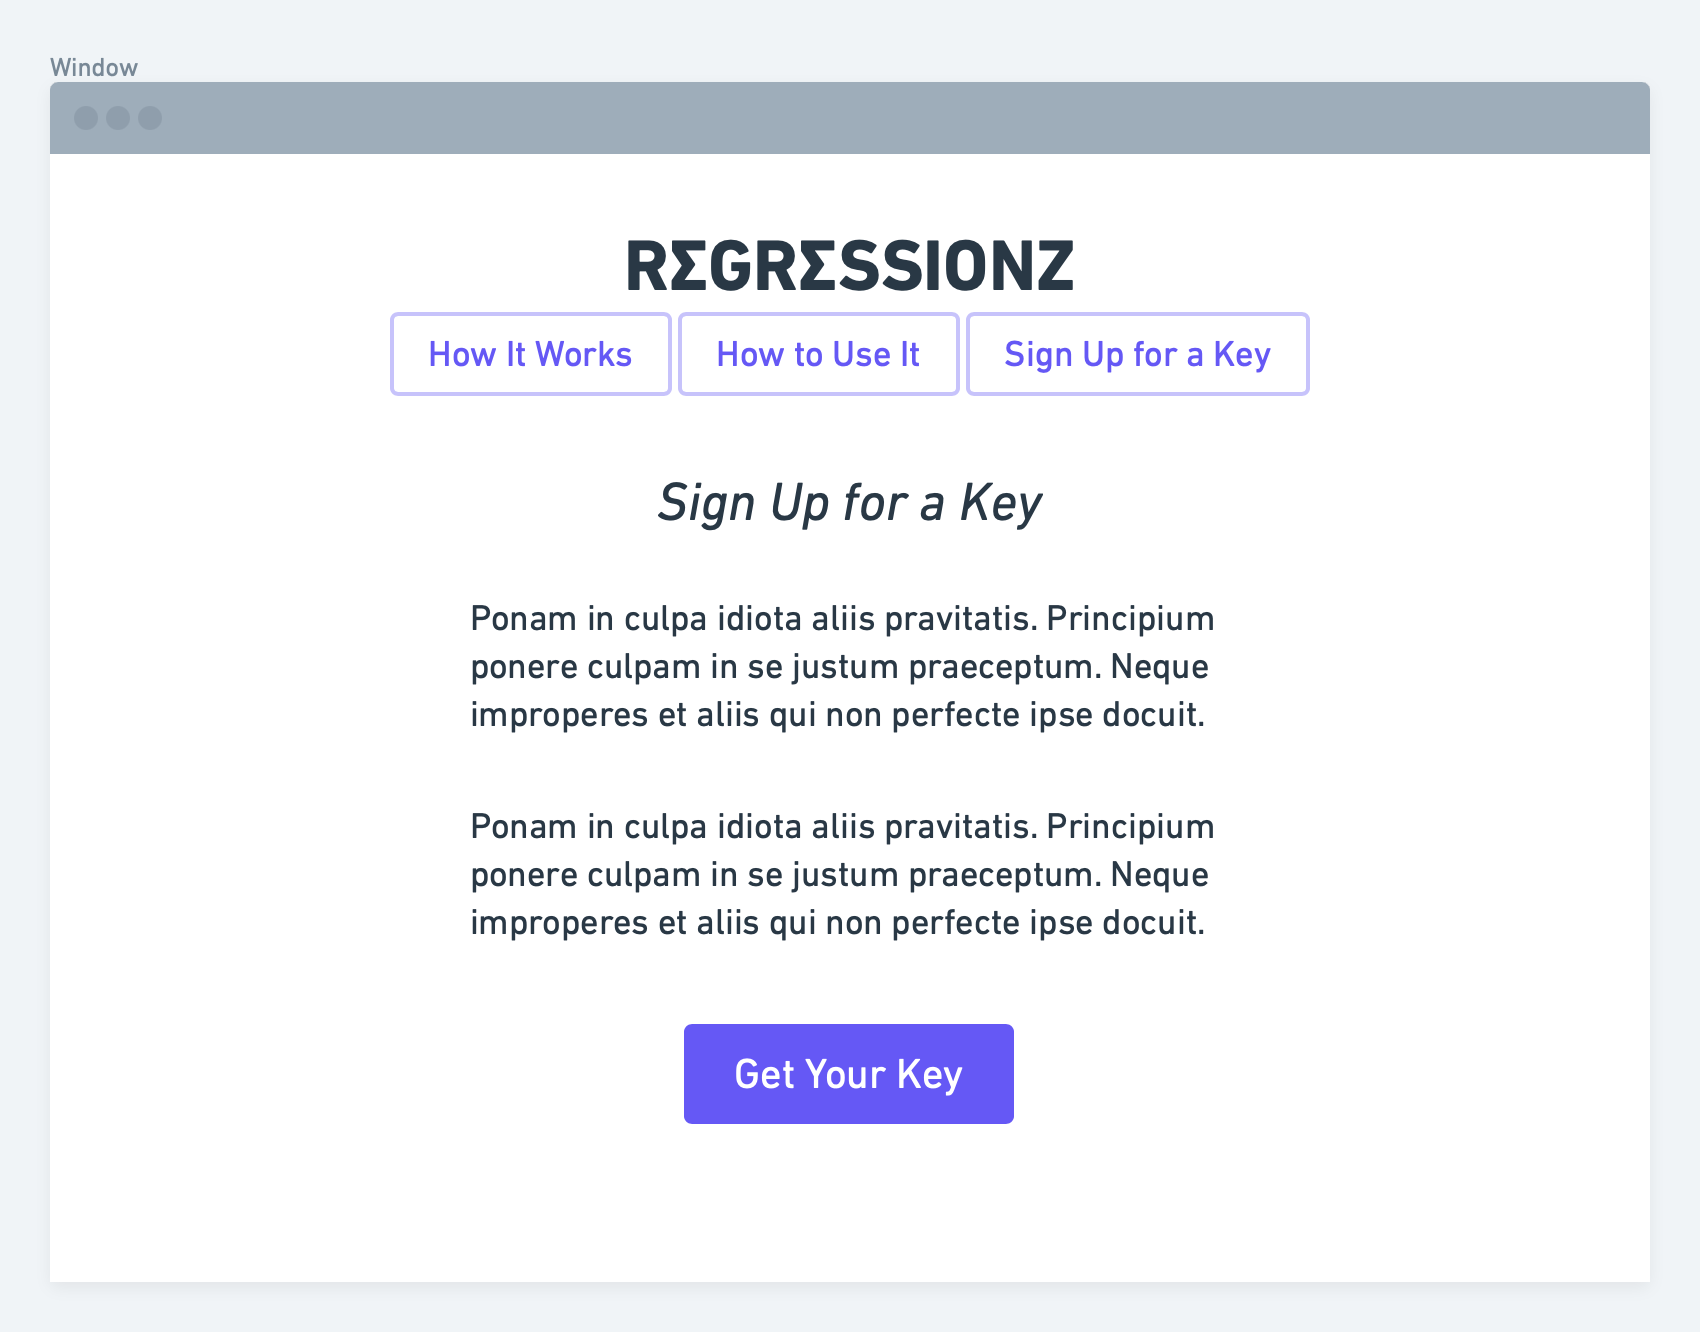 Window
RΣGRΣSSIONZ
How It Works
How to Use It
Sign Up for a Key
Sign Up for a Key
Ponam in culpa idiota aliis pravitatis. Principium
ponere culpam in se justum praeceptum. Neque
improperes et aliis qui non perfecte ipse docuit.
Ponam in culpa idiota aliis pravitatis. Principium
ponere culpam in se justum praeceptum. Neque
improperes et aliis qui non perfecte ipse docuit.
Get Your Key